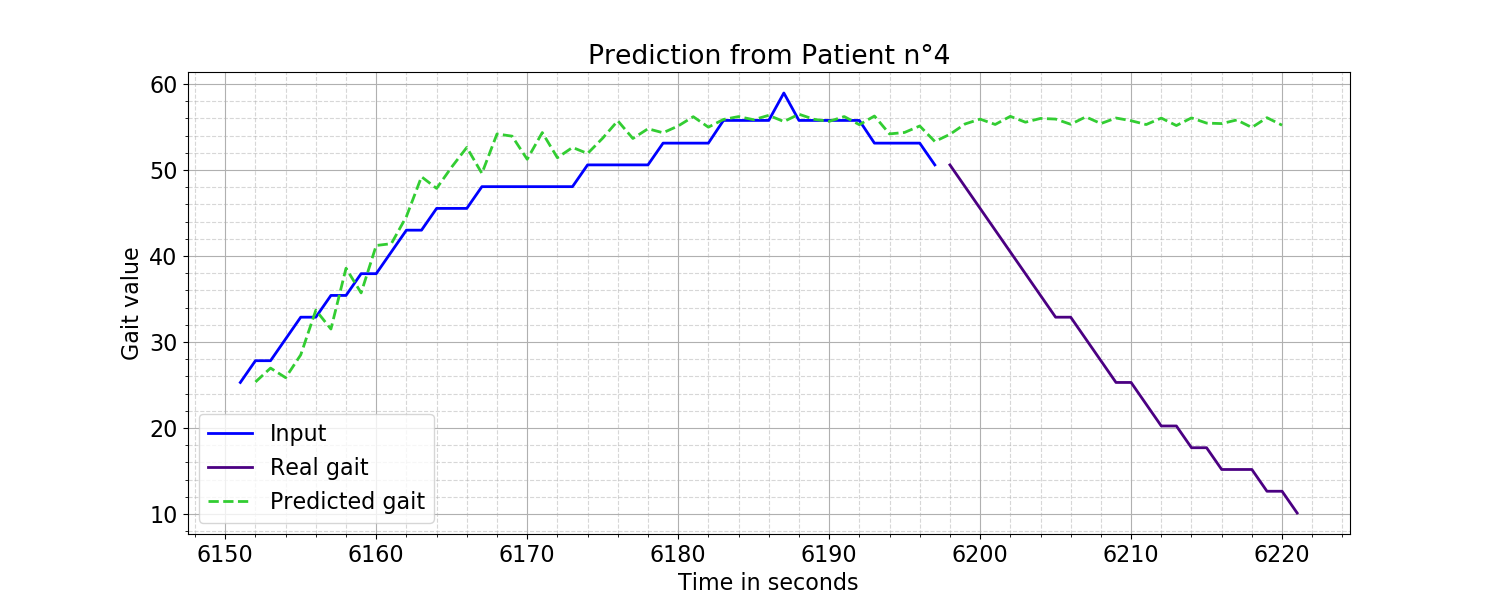 Prediction from Patient n°4
60
50
40
30
20
10
Gait value
Input
Real gait
Predicted gait
6150 6160 6170 6180 6190 6200 6210 6220
Time in seconds